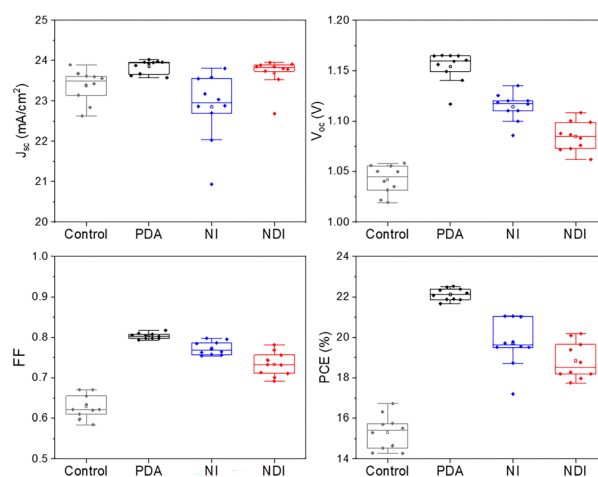 J_sc (mA/cm²)
25
24
23
22
21
20
Control PDA NI NDI
V_oc (V)
1.20
1.15
1.10
1.05
1.00
Control PDA NI NDI
FF
1.0
0.9
0.8
0.7
0.6
0.5
Control PDA NI NDI
PCE (%)
24
22
20
18
16
14
Control PDA NI NDI